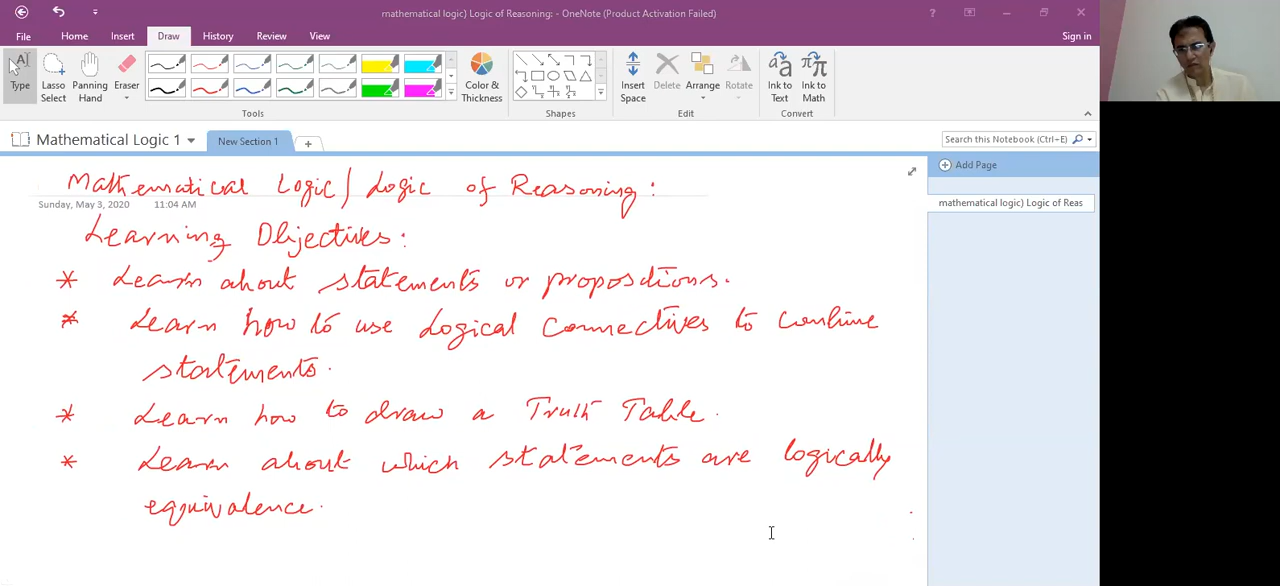 mathematical logic) Logic of Reasoning: - OneNote (Product Activation Failed)
File Home Insert Draw History Review View Sign in
Type Lasso Select Panning Hand Eraser Color & Thickness Insert Space Delete Arrange Rotate Ink to Text Ink to Math
Tools Shapes Edit Convert
Mathematical Logic 1 New Section 1 Search this Notebook (Ctrl+E)
Add Page
mathematical logic) Logic of Reas
Mathematical Logic / Logic of Reasoning :
Sunday, May 3, 2020 11:04 AM
Learning Objectives :
* Learn about statements or propositions.
* Learn how to use Logical Connectives to combine
statements.
* Learn how to draw a Truth Table.
* Learn about which statements are logically
equivalence.